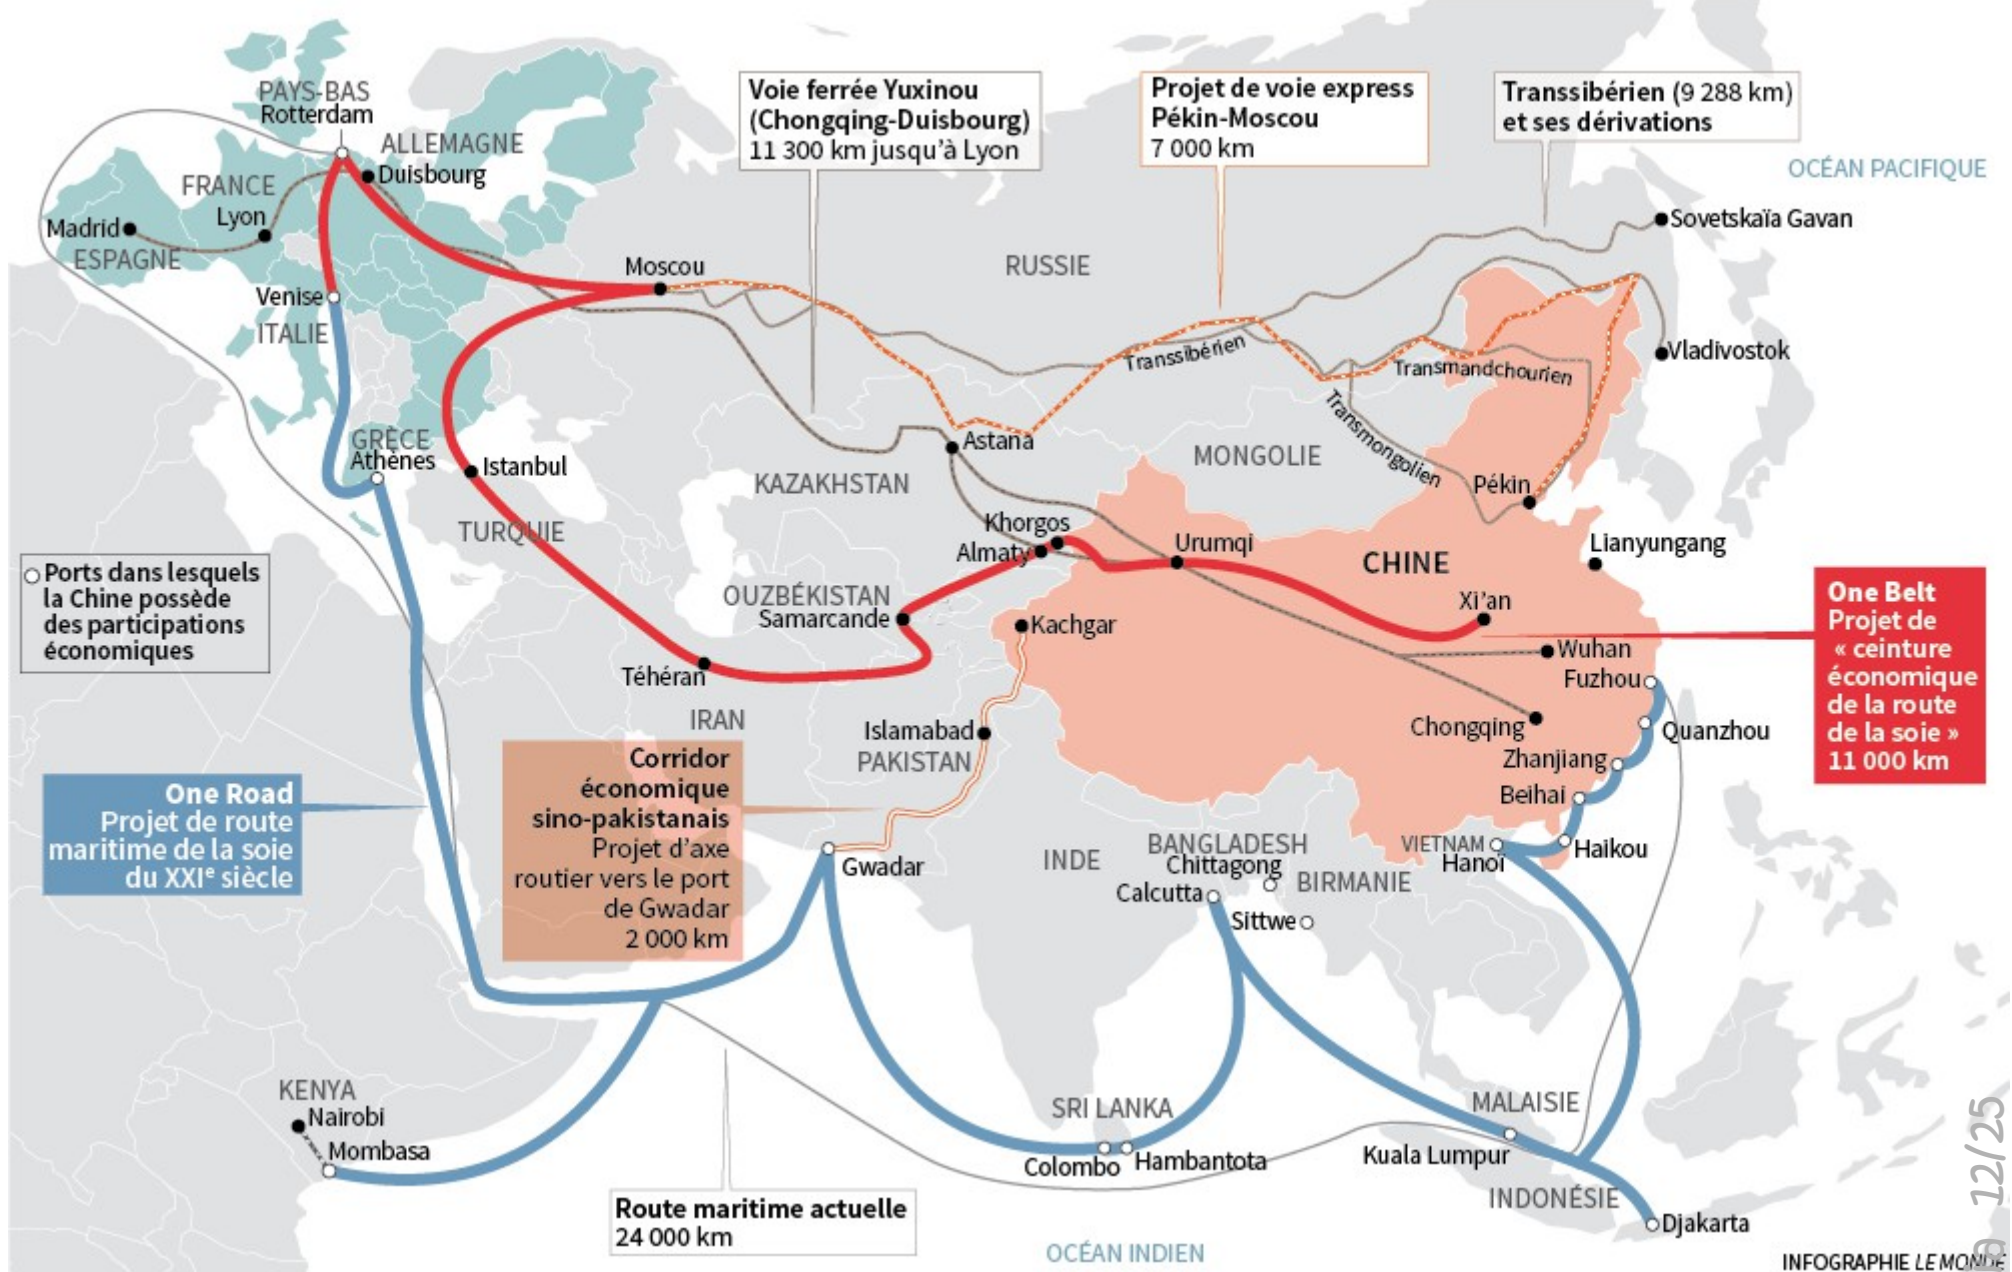 PAYS-BAS
Rotterdam
ALLEMAGNE
Duisbourg
FRANCE
Lyon
Madrid
ESPAGNE
Venise
ITALIE
Voie ferrée Yuxinou
(Chongqing-Duisbourg)
11 300 km jusqu'à Lyon
Projet de voie express
Pékin-Moscou
7 000 km
Transsibérien (9 288 km)
et ses dérivations
OCÉAN PACIFIQUE
Sovetskaïa Gavan
Moscou
RUSSIE
Vladivostok
Transsibérien
Transmandchourien
Transmongolien
GRÈCE
Athènes
Istanbul
TURQUIE
Astana
KAZAKHSTAN
MONGOLIE
Pékin
Khorgos
Almaty
Urumqi
CHINE
Lianyungang
Ports dans lesquels
la Chine possède
des participations
économiques
OUZBÉKISTAN
Samarcande
Kachgar
Xi'an
Wuhan
Fuzhou
One Belt
Projet de
« ceinture
économique
de la route
de la soie »
11 000 km
Téhéran
IRAN
Islamabad
PAKISTAN
Chongqing
Quanzhou
Zhanjiang
Beihai
One Road
Projet de route
maritime de la soie
du XXIe siècle
Corridor
économique
sino-pakistanais
Projet d'axe
routier vers le port
de Gwadar
2 000 km
Gwadar
INDE
BANGLADESH
Chittagong
Calcutta
BIRMANIE
Sittwe
VIETNAM
Hanoï
Haikou
KENYA
Nairobi
Mombasa
SRI LANKA
Colombo
Hambantota
MALAISIE
Kuala Lumpur
INDONÉSIE
Djakarta
Route maritime actuelle
24 000 km
OCÉAN INDIEN
INFOGRAPHIE LE MONDE
12/25